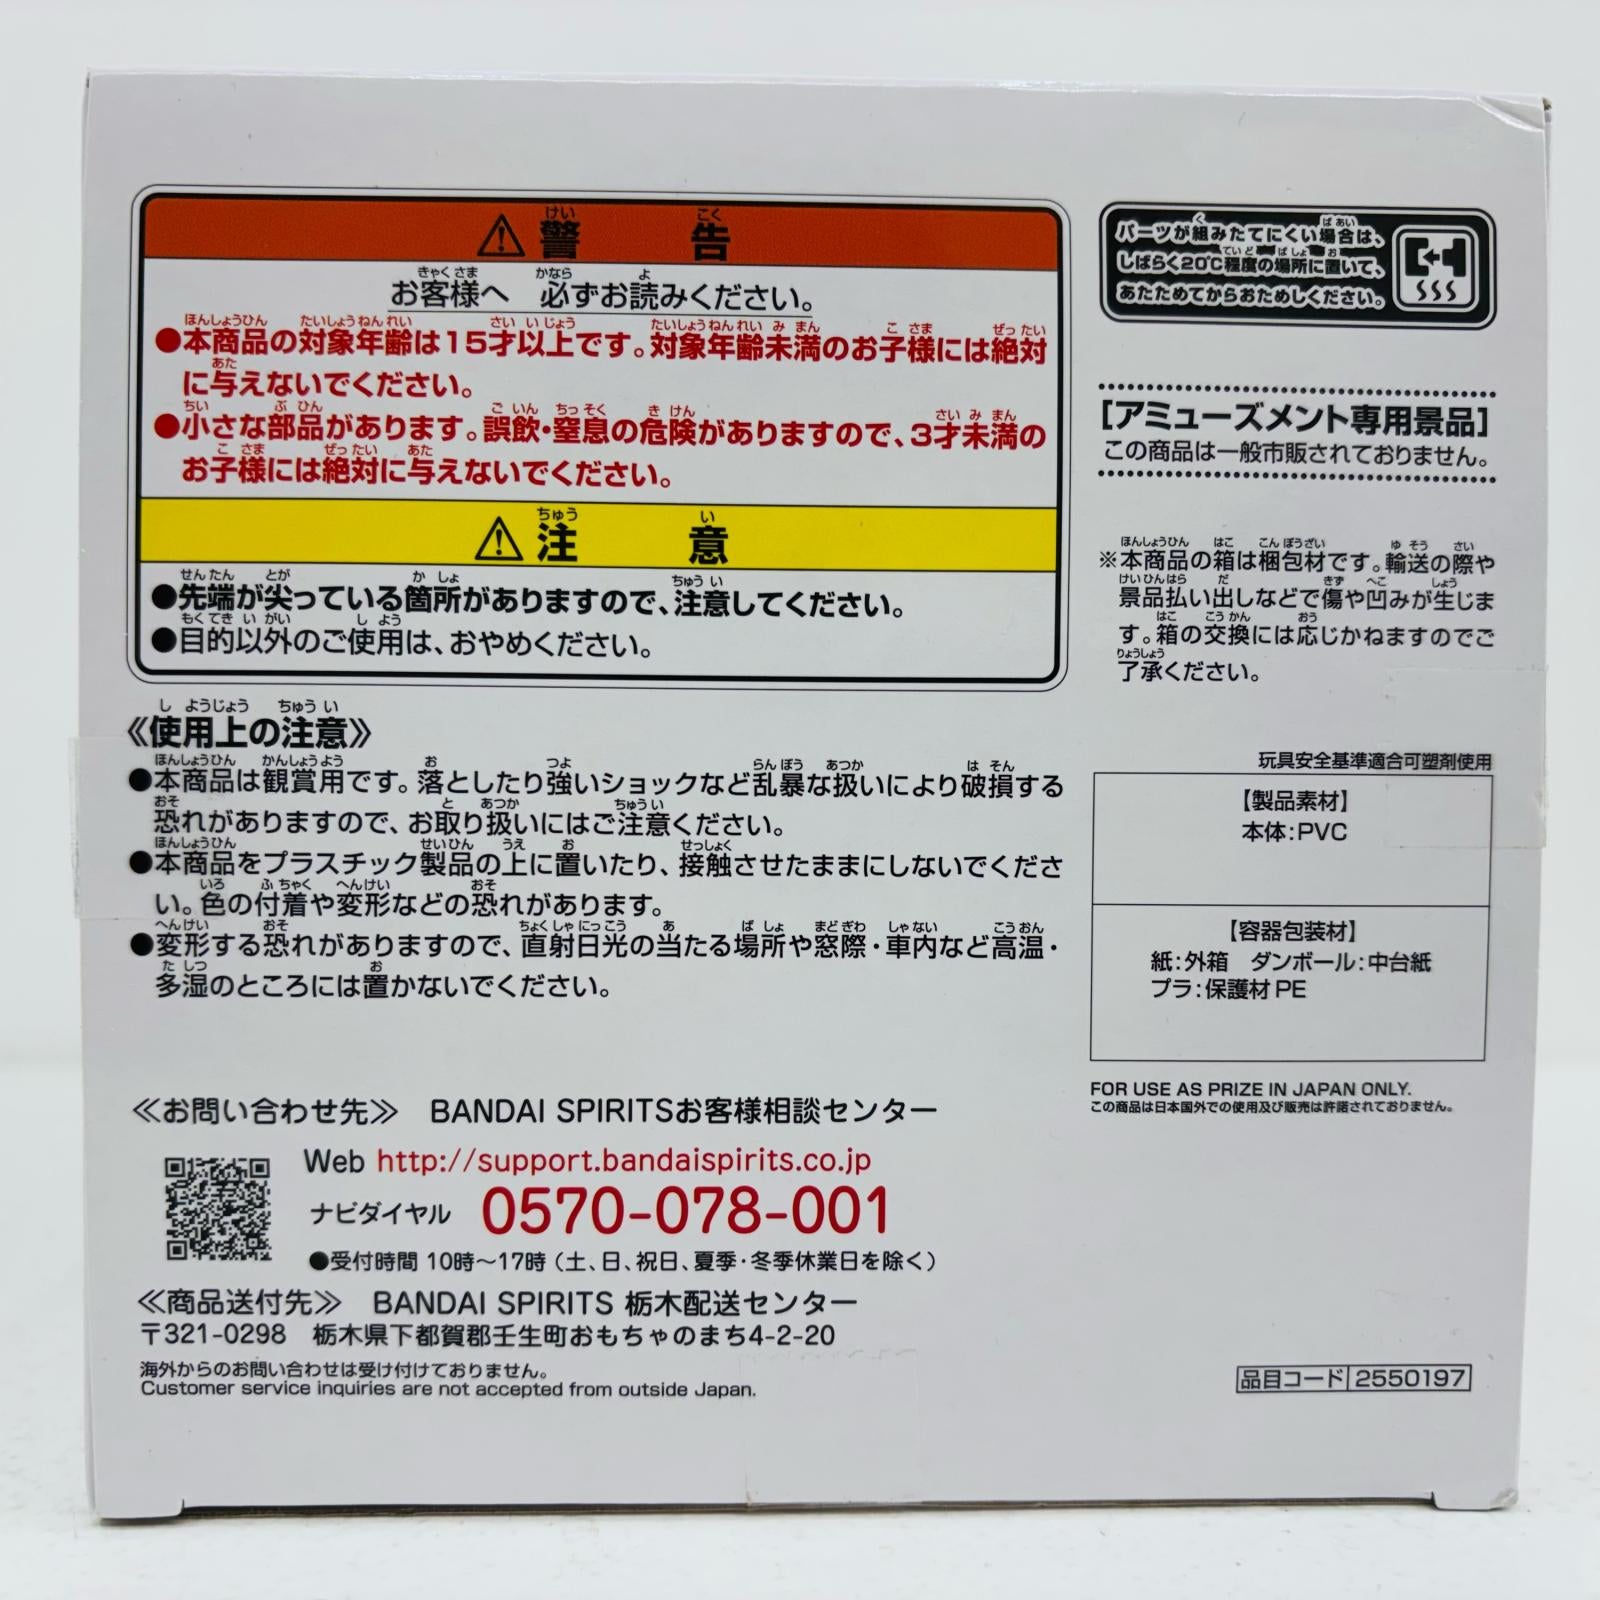 警告
お客様へ 必ずお読みください。
●本商品の対象年齢は15才以上です。対象年齢未満のお子様には絶対
に与えないでください。
●小さな部品があります。誤飲・窒息の危険がありますので、3才未満の
お子様には絶対に与えないでください。
注意
●先端が尖っている箇所がありますので、注意してください。
●目的以外のご使用は、おやめください。
《使用上の注意》
●本商品は観賞用です。落としたり強いショックなど乱暴な扱いにより破損する
恐れがありますので、お取り扱いにはご注意ください。
●本商品をプラスチック製品の上に置いたり、接触させたままにしないでくださ
い。色の付着や変形などの恐れがあります。
●変形する恐れがありますので、直射日光の当たる場所や窓際・車内など高温・
多湿のところには置かないでください。
≪お問い合わせ先≫ BANDAI SPIRITSお客様相談センター
Web http://support.bandaispirits.co.jp
ナビダイヤル 0570-078-001
●受付時間 10時〜17時（土、日、祝日、夏季・冬季休業日を除く）
≪商品送付先≫ BANDAI SPIRITS 栃木配送センター
〒321-0298 栃木県下都賀郡壬生町おもちゃのまち4-2-20
海外からのお問い合わせは受け付けておりません。
Customer service inquiries are not accepted from outside Japan.
パーツが組みたてにくい場合は、
しばらく20℃程度の場所に置いて、
あたためてからおためしください。
[アミューズメント専用景品]
この商品は一般市販されておりません。
※本商品の箱は梱包材です。輸送の際や
景品払い出しなどで傷や凹みが生じま
す。箱の交換には応じかねますのでご
了承ください。
玩具安全基準適合可塑剤使用
【製品素材】
本体:PVC
【容器包装材】
紙:外箱 ダンボール:中台紙
プラ:保護材 PE
FOR USE AS PRIZE IN JAPAN ONLY.
この商品は日本国外での使用及び販売は許諾されておりません。
品目コード 2550197